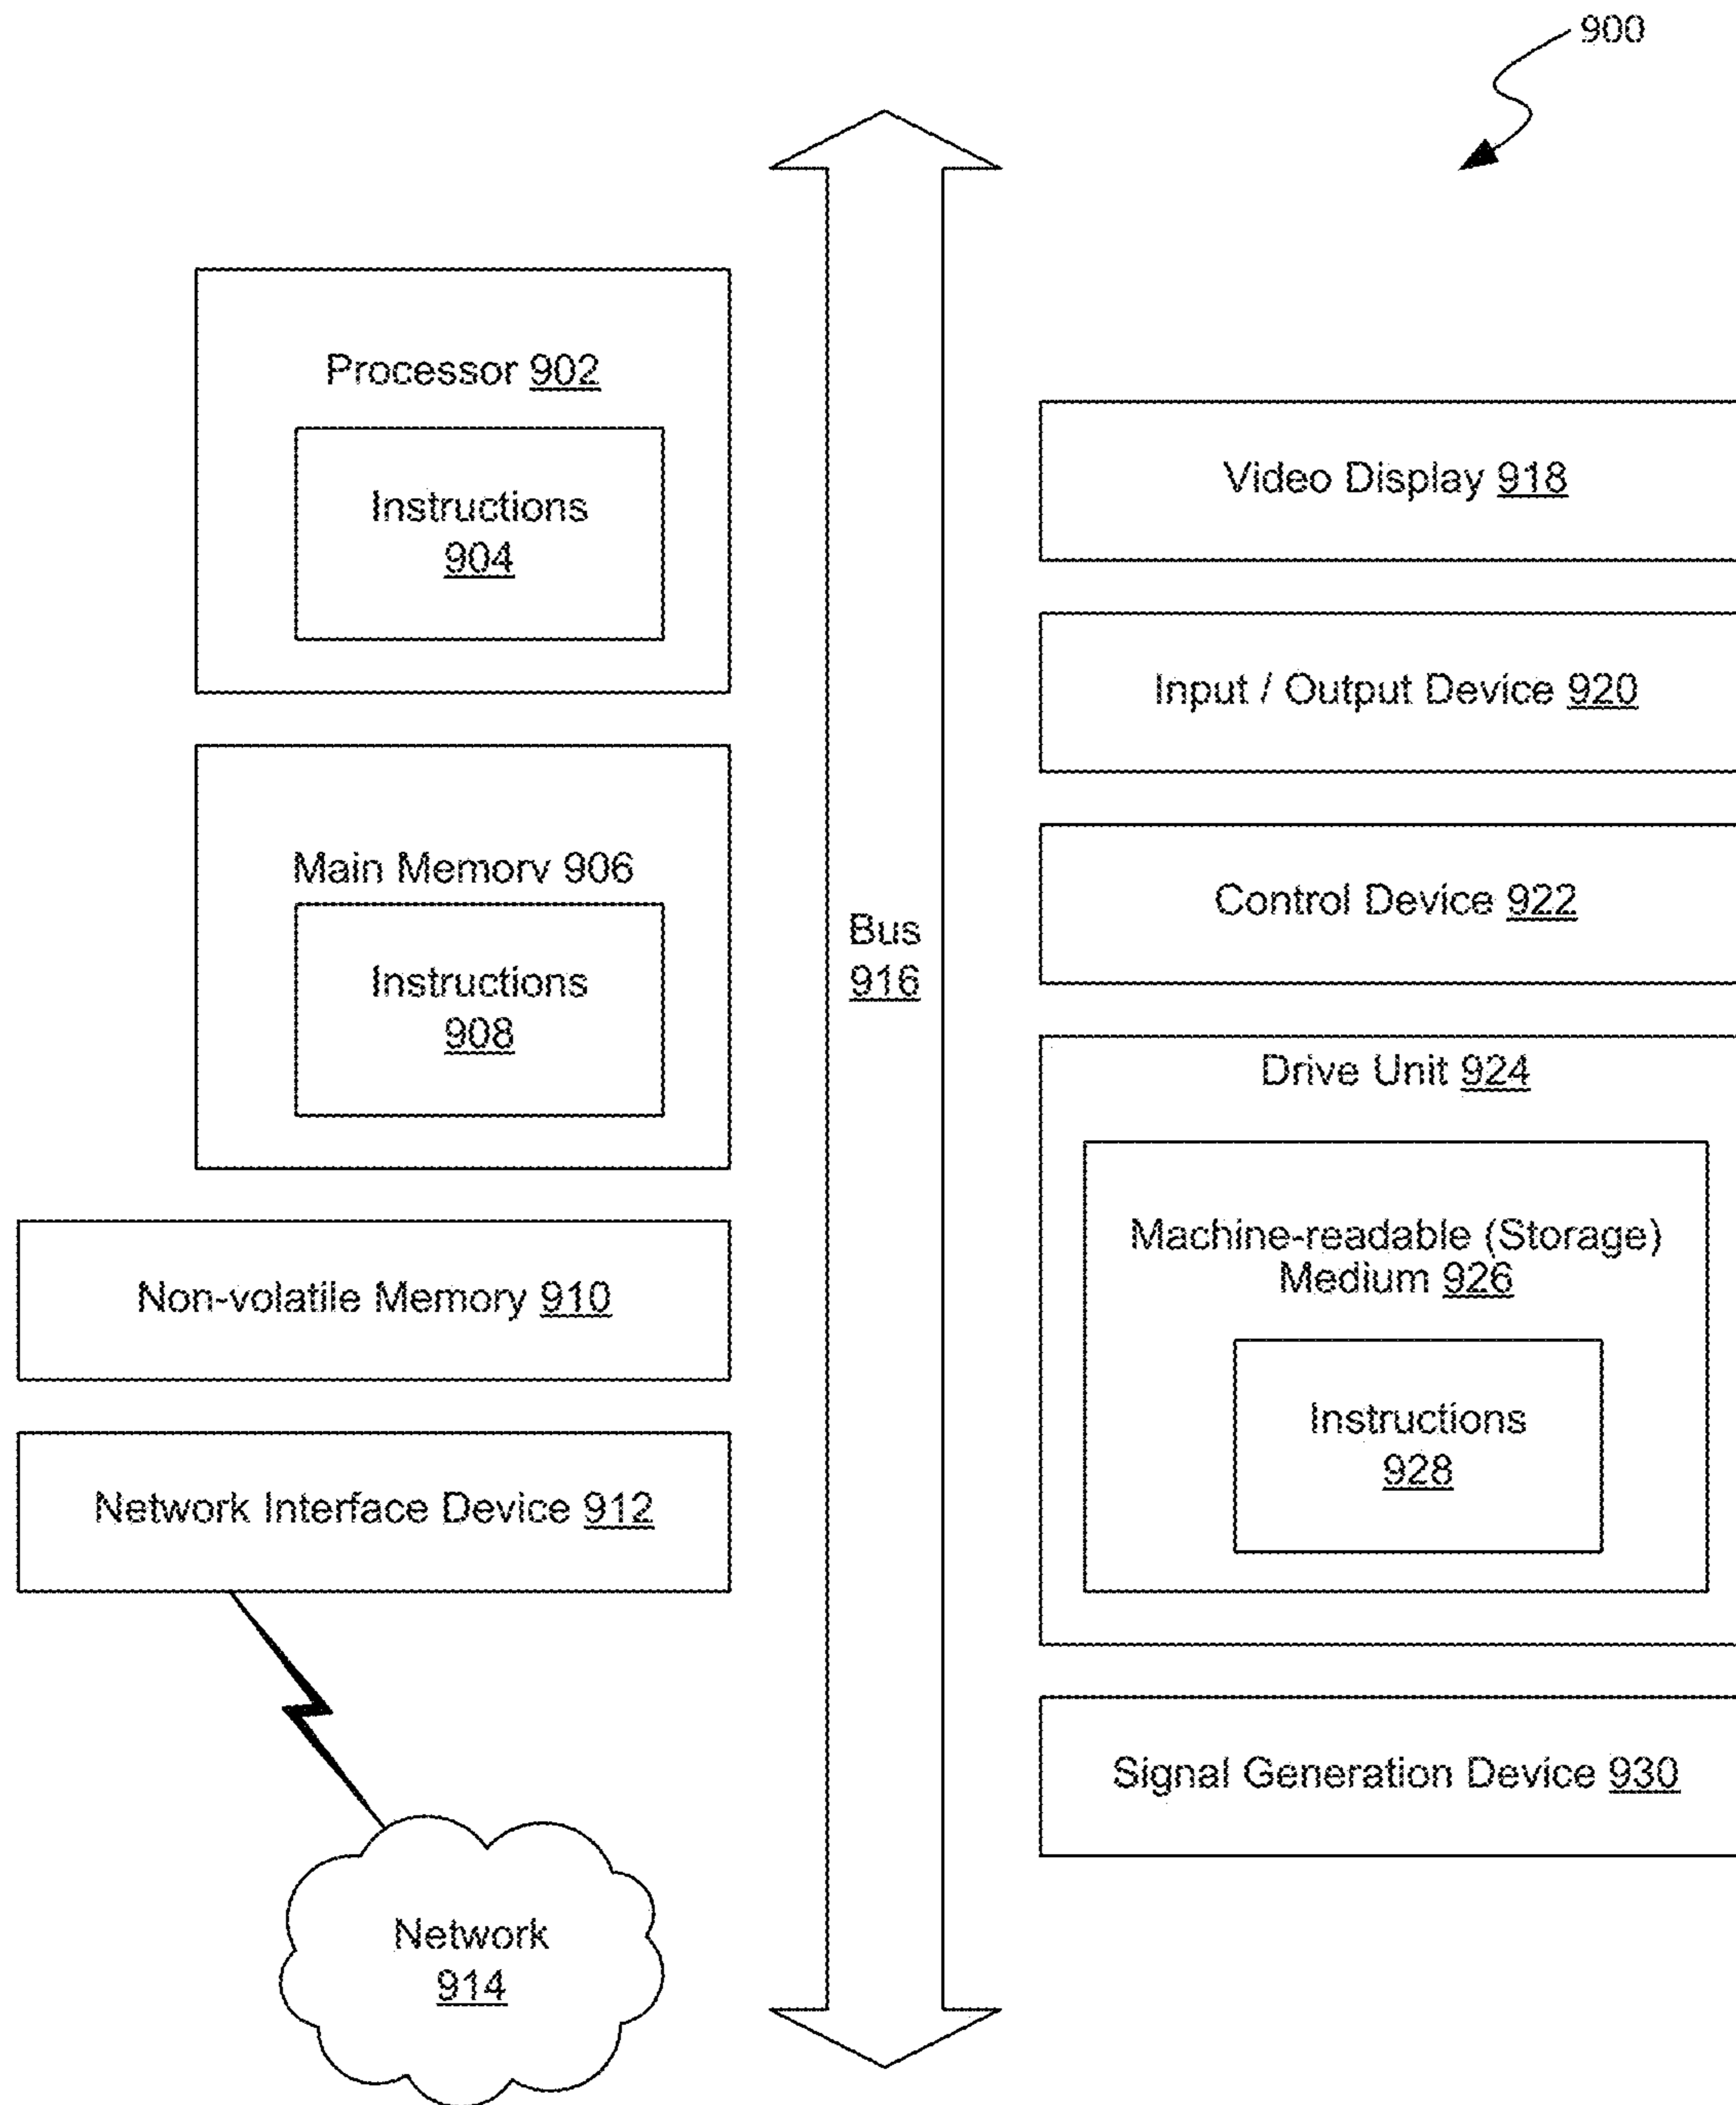 900
Processor 902
Instructions
904
Main Memory 906
Instructions
908
Non-volatile Memory 910
Network Interface Device 912
Network
914
Bus
916
Video Display 918
Input / Output Device 920
Control Device 922
Drive Unit 924
Machine-readable (Storage)
Medium 926
Instructions
928
Signal Generation Device 930